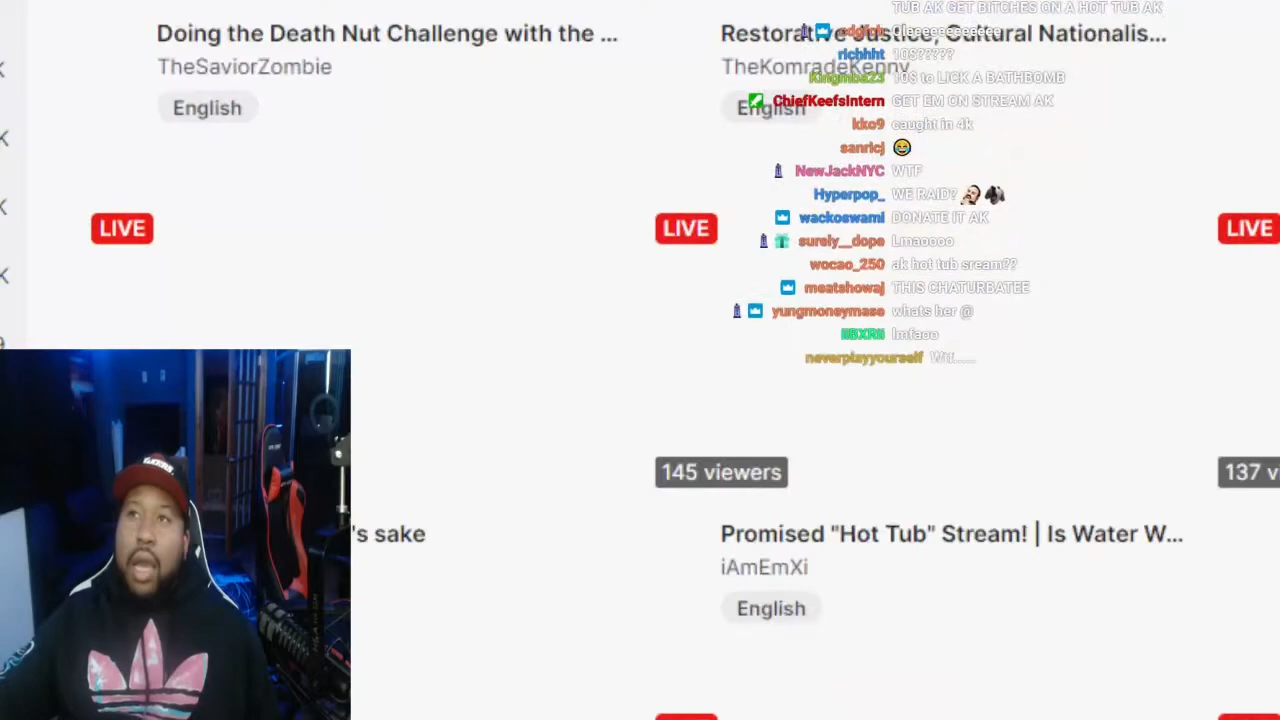 TUB AK GET BITCHES ON A HOT TUB AK
Doing the Death Nut Challenge with the ...
TheSaviorZombie
English
Restorative Justice, Cultural Nationalis...
TheKomradeKenny
English
richhht 10$?????
Kingmba23 10$ to LICK A BATHBOMB
ChiefKeefsIntern GET EM ON STREAM AK
kko9 caught in 4k
sanricj 😂
NewJackNYC WTF
Hyperpop_ WE RAID?
wackoswami DONATE IT AK
surely__dope Lmaoooo
wocao_250 ak hot tub sream??
meatshowaj THIS CHATURBATEE
yungmoneymase whats her @
lmfaoo
neverplayyourself Wtf......
LIVE
LIVE
LIVE
145 viewers
137 v
's sake
Promised "Hot Tub" Stream! | Is Water W...
iAmEmXi
English